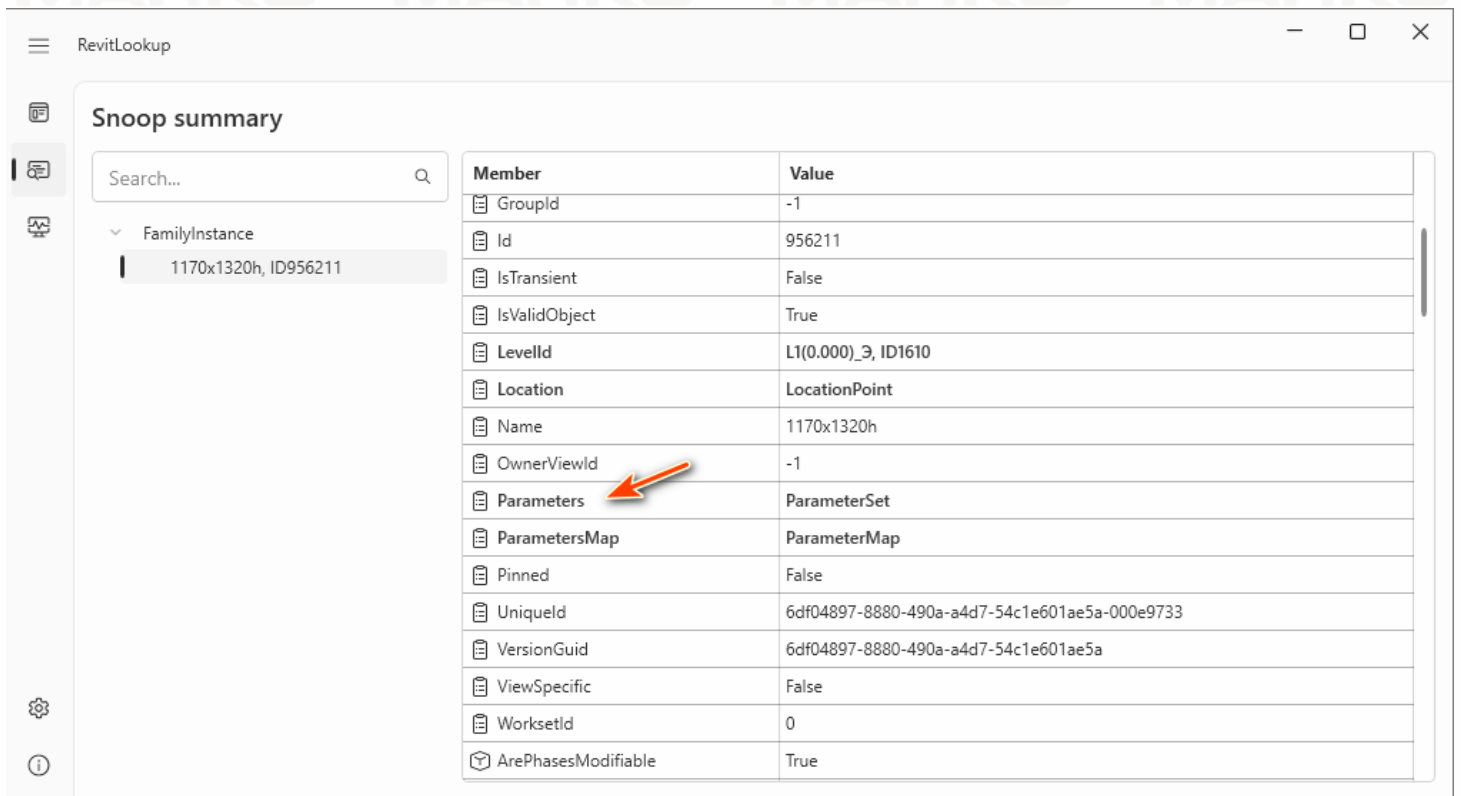 RevitLookup
Snoop summary
Search...
FamilyInstance
1170x1320h, ID956211
Member Value
GroupId -1
Id 956211
IsTransient False
IsValidObject True
LevelId L1(0.000)_Э, ID1610
Location LocationPoint
Name 1170x1320h
OwnerViewId -1
Parameters ParameterSet
ParametersMap ParameterMap
Pinned False
UniqueId 6df04897-8880-490a-a4d7-54c1e601ae5a-000e9733
VersionGuid 6df04897-8880-490a-a4d7-54c1e601ae5a
ViewSpecific False
WorksetId 0
ArePhasesModifiable True